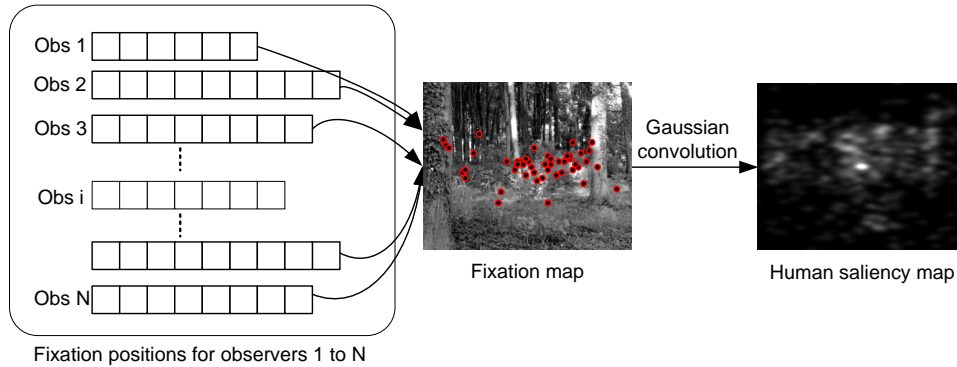 Obs 1
Obs 2
Obs 3
Obs i
Obs N
Fixation positions for observers 1 to N
Fixation map
Gaussian
convolution
Human saliency map